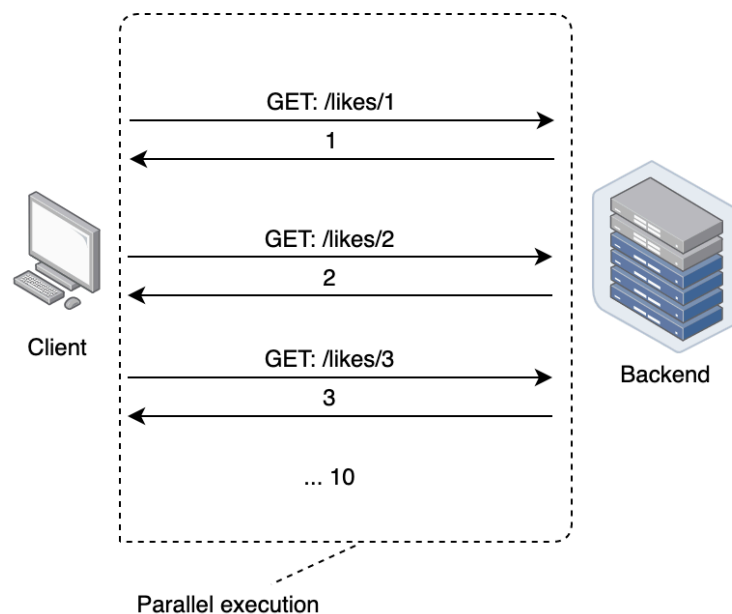 GET: /likes/1
1
GET: /likes/2
2
Client
GET: /likes/3
3
Backend
... 10
Parallel execution